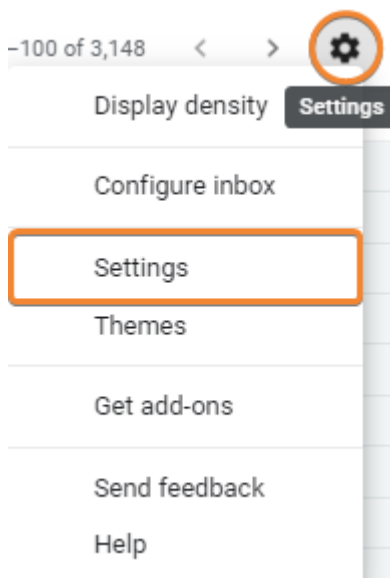 –100 of 3,148
Display density
Settings
Configure inbox
Settings
Themes
Get add-ons
Send feedback
Help